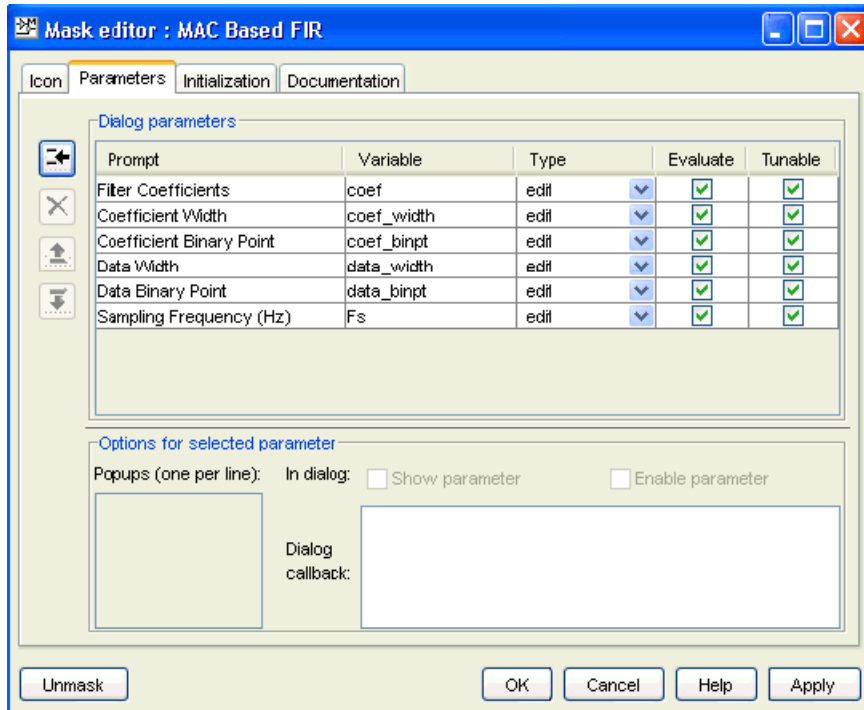 Mask editor : MAC Based FIR
Icon Parameters Initialization Documentation
Dialog parameters
Prompt Variable Type Evaluate Tunable
Filter Coefficients coef edit
Coefficient Width coef_width edit
Coefficient Binary Point coef_binpt edit
Data Width data_width edit
Data Binary Point data_binpt edit
Sampling Frequency (Hz) Fs edit
Options for selected parameter
Popups (one per line): In dialog: Show parameter Enable parameter
Dialog
callback:
Unmask OK Cancel Help Apply